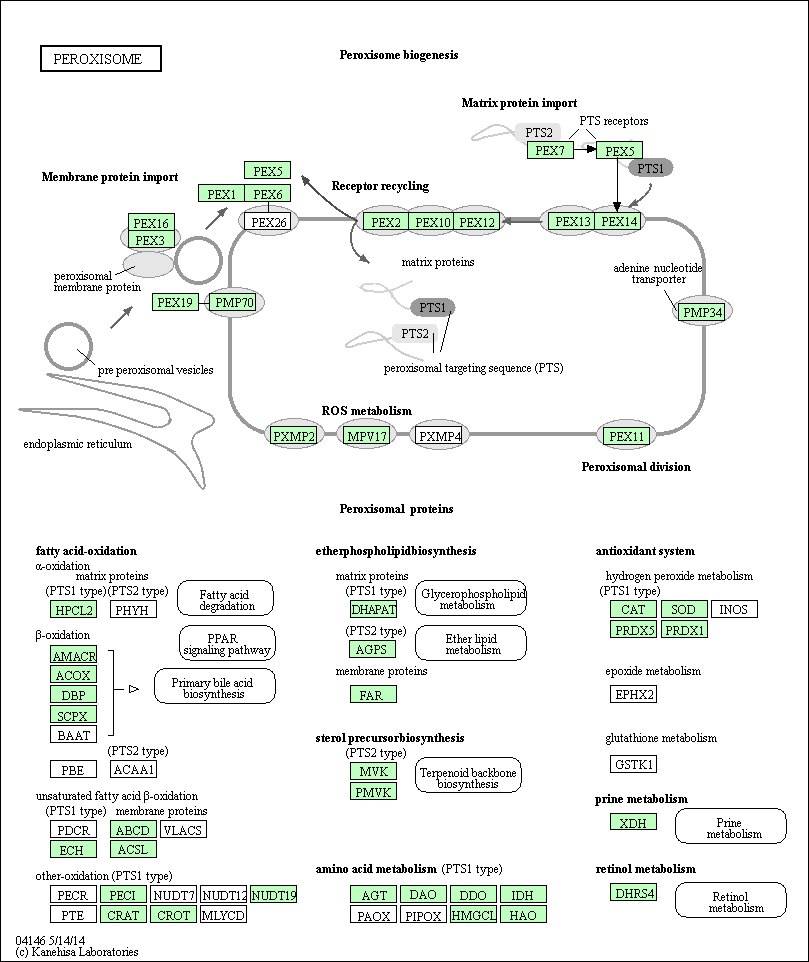 PEROXISOME
Peroxisome biogenesis
Matrix protein import
PTS2
PTS receptors
PEX7
PEX5
PTS1
Membrane protein import
PEX5
Receptor recycling
PEX1
PEX6
PEX16
PEX3
PEX26
PEX2
PEX10
PEX12
PEX13
PEX14
peroxisomal
membrane protein
matrix proteins
adenine nucleotide
transporter
PEX19
PMP70
PTS1
PTS2
PMP34
pre peroxisomal vesicles
peroxisomal targeting sequence (PTS)
endoplasmic reticulum
ROS metabolism
PXMP2
MPV17
PXMP4
PEX11
Peroxisomal division
Peroxisomal proteins
fatty acid-oxidation
α-oxidation
matrix proteins
(PTS1 type)
(PTS2 type)
HPCL2
PHYH
Fatty acid
degradation
β-oxidation
PPAR
signaling pathway
AMACR
ACOX
DBP
SCPX
BAAT
Primary bile acid
biosynthesis
(PTS2 type)
PBE
ACAA1
unsaturated fatty acid β-oxidation
(PTS1 type)
membrane proteins
PDCR
ABCD
VLACS
ECH
ACSL
other-oxidation (PTS1 type)
PECR
PECI
NUDT7
NUDT12
NUDT19
PTE
CRAT
CROT
MLYCD
etherphospholipidbiosynthesis
matrix proteins
(PTS1 type)
DHAPAT
Glycerophospholipid
metabolism
(PTS2 type)
AGPS
Ether lipid
metabolism
membrane proteins
FAR
sterol precursorbiosynthesis
(PTS2 type)
MVK
PMVK
Terpenoid backbone
biosynthesis
amino acid metabolism (PTS1 type)
AGT
DAO
DDO
IDH
PAOX
PIPOX
HMGCL
HAO
antioxidant system
hydrogen peroxide metabolism
(PTS1 type)
CAT
SOD
INOS
PRDX5
PRDX1
epoxide metabolism
EPHX2
glutathione metabolism
GSTK1
prine metabolism
XDH
Prine
metabolism
retinol metabolism
DHRS4
Retinol
metabolism
04146 5/14/14
(c) Kanehisa Laboratories